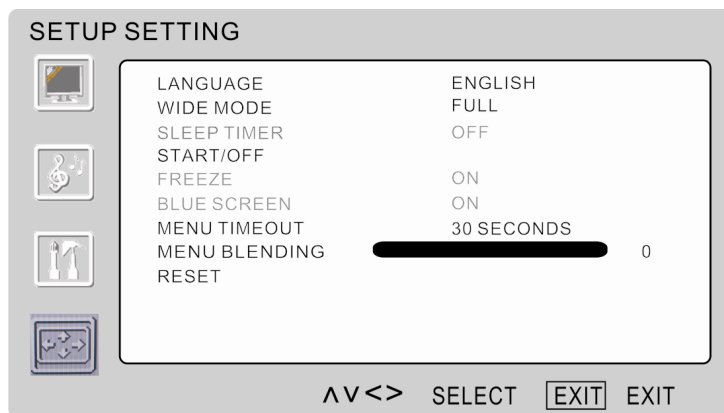 SETUP SETTING
LANGUAGE ENGLISH
WIDE MODE FULL
SLEEP TIMER OFF
START/OFF
FREEZE ON
BLUE SCREEN ON
MENU TIMEOUT 30 SECONDS
MENU BLENDING 0
RESET
∧∨<> SELECT EXIT EXIT